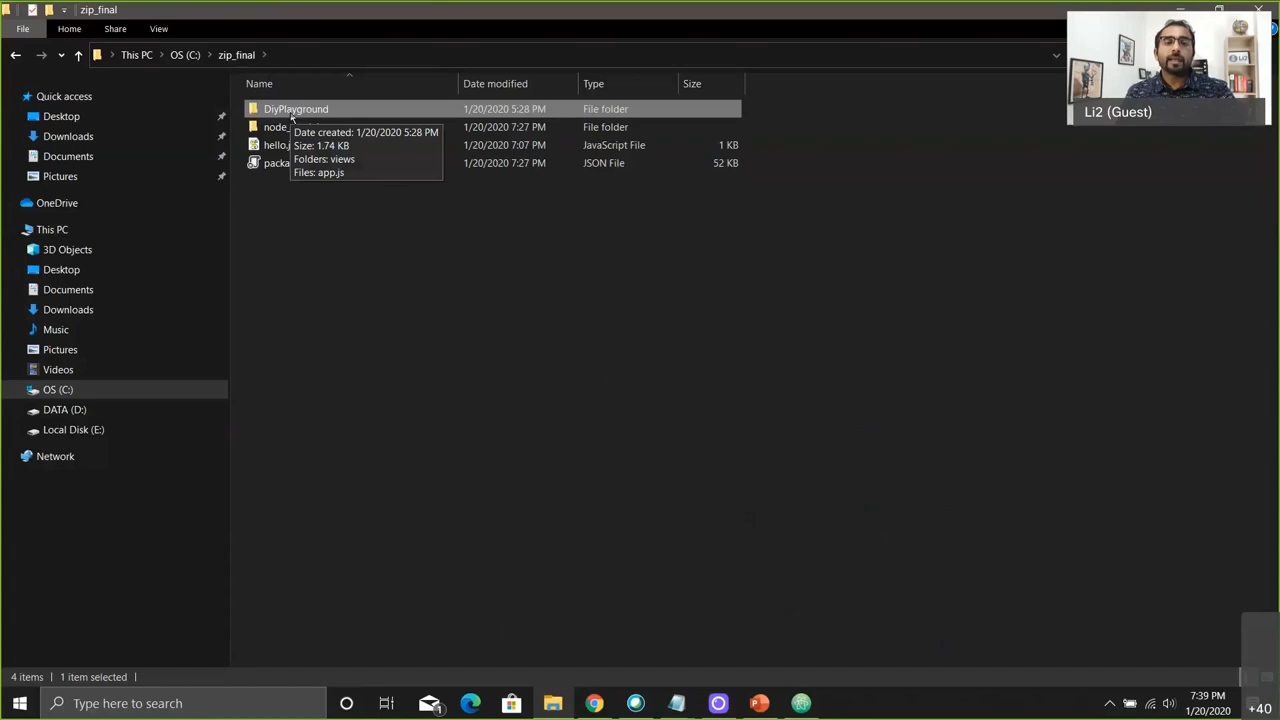 zip_final
File Home Share View
This PC OS (C:) zip_final
Name Date modified Type Size
Quick access
Desktop
Downloads
Documents
Pictures
OneDrive
This PC
3D Objects
Desktop
Documents
Downloads
Music
Pictures
Videos
OS (C:)
DATA (D:)
Local Disk (E:)
Network
DiyPlayground 1/20/2020 5:28 PM File folder
node_ 1/20/2020 7:27 PM File folder
hello.j 1/20/2020 7:07 PM JavaScript File 1 KB
packa 1/20/2020 7:27 PM JSON File 52 KB
Date created: 1/20/2020 5:28 PM
Size: 1.74 KB
Folders: views
Files: app.js
Li2
Li2 (Guest)
4 items 1 item selected
Type here to search
7:39 PM
1/20/2020
+40